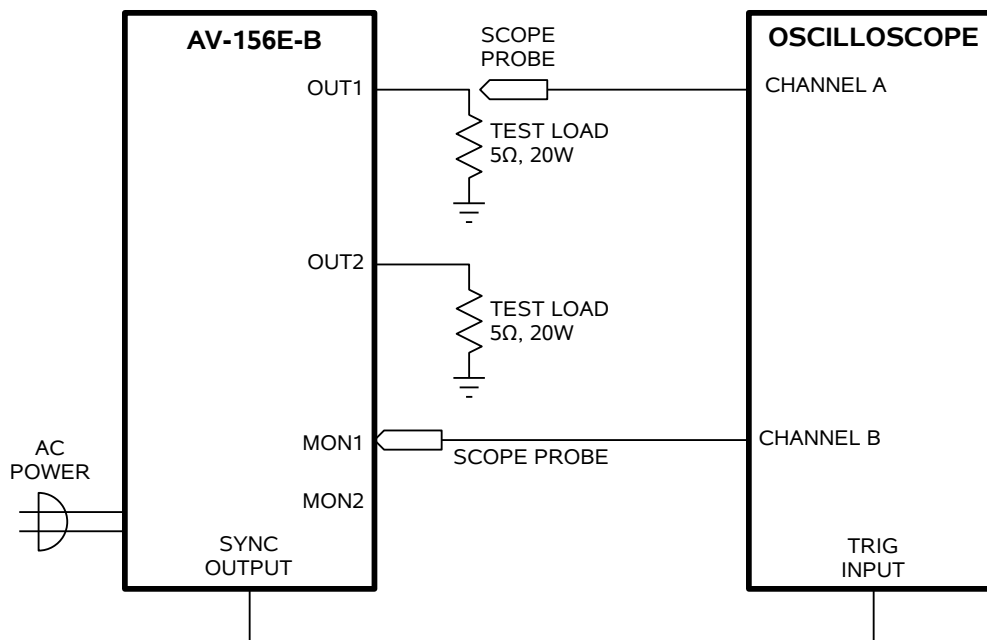 AV-156E-B
OUT1
OUT2
MON1
MON2
SYNC
OUTPUT
AC
POWER
SCOPE
PROBE
TEST LOAD
5Ω, 20W
TEST LOAD
5Ω, 20W
SCOPE PROBE
OSCILLOSCOPE
CHANNEL A
CHANNEL B
TRIG
INPUT